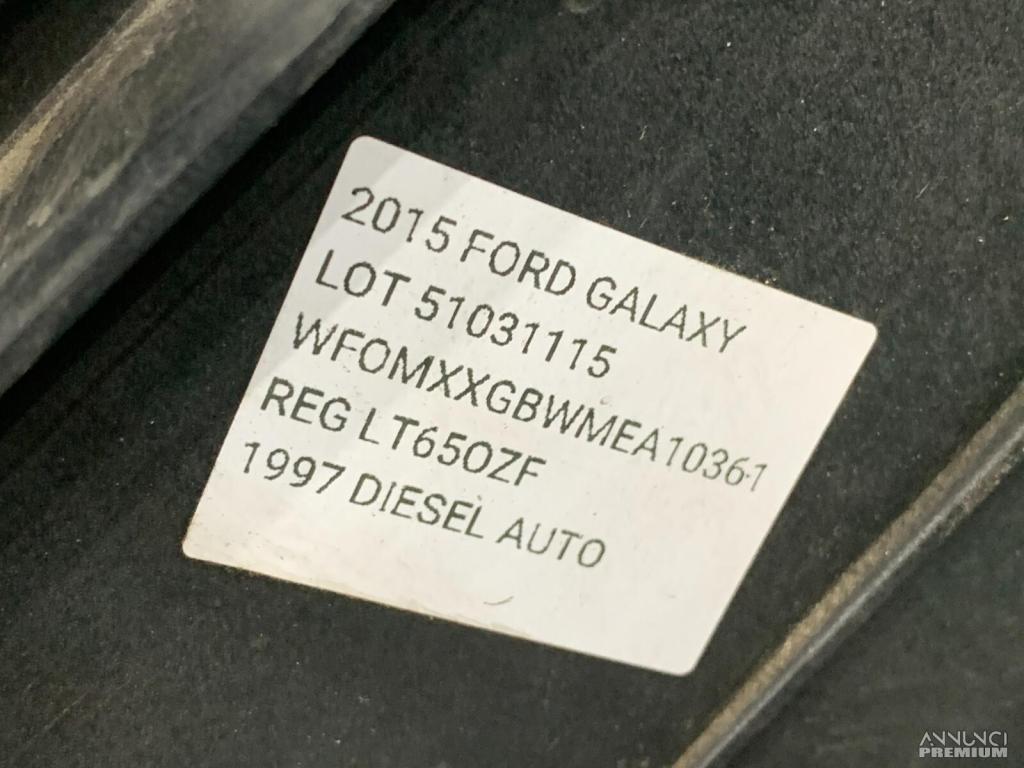 2015 FORD GALAXY
LOT 51031115
WFOMXXGBWMEA10361
REG LT65OZF
1997 DIESEL AUTO
ANNUNCI
PREMIUM